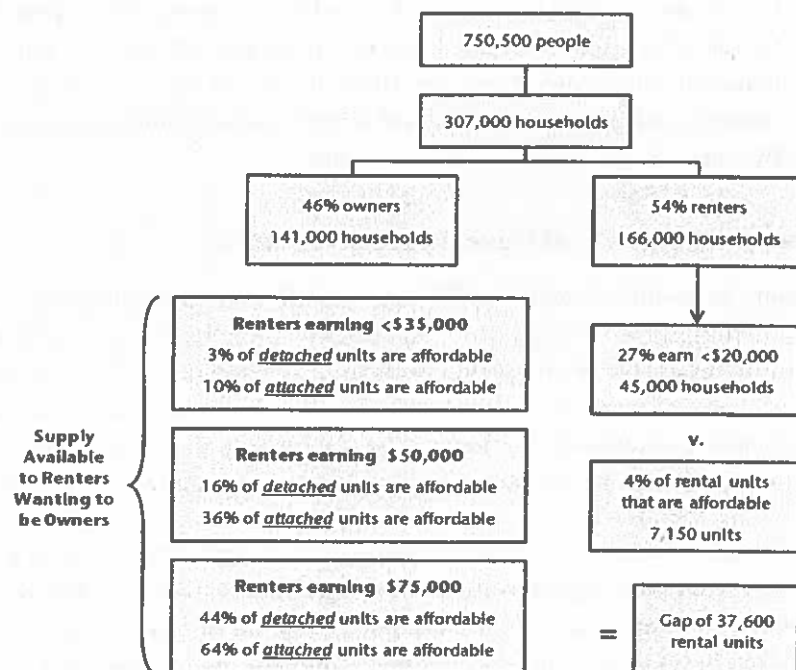 750,500 people
307,000 households
46% owners
141,000 households
54% renters
166,000 households
Renters earning <$35,000
3% of detached units are affordable
10% of attached units are affordable
27% earn <$20,000
45,000 households
v.
Supply
Available
to Renters
Wanting to
be Owners
Renters earning $50,000
16% of detached units are affordable
36% of attached units are affordable
4% of rental units
that are affordable
7,150 units
Renters earning $75,000
44% of detached units are affordable
64% of attached units are affordable
=
Gap of 37,600
rental units